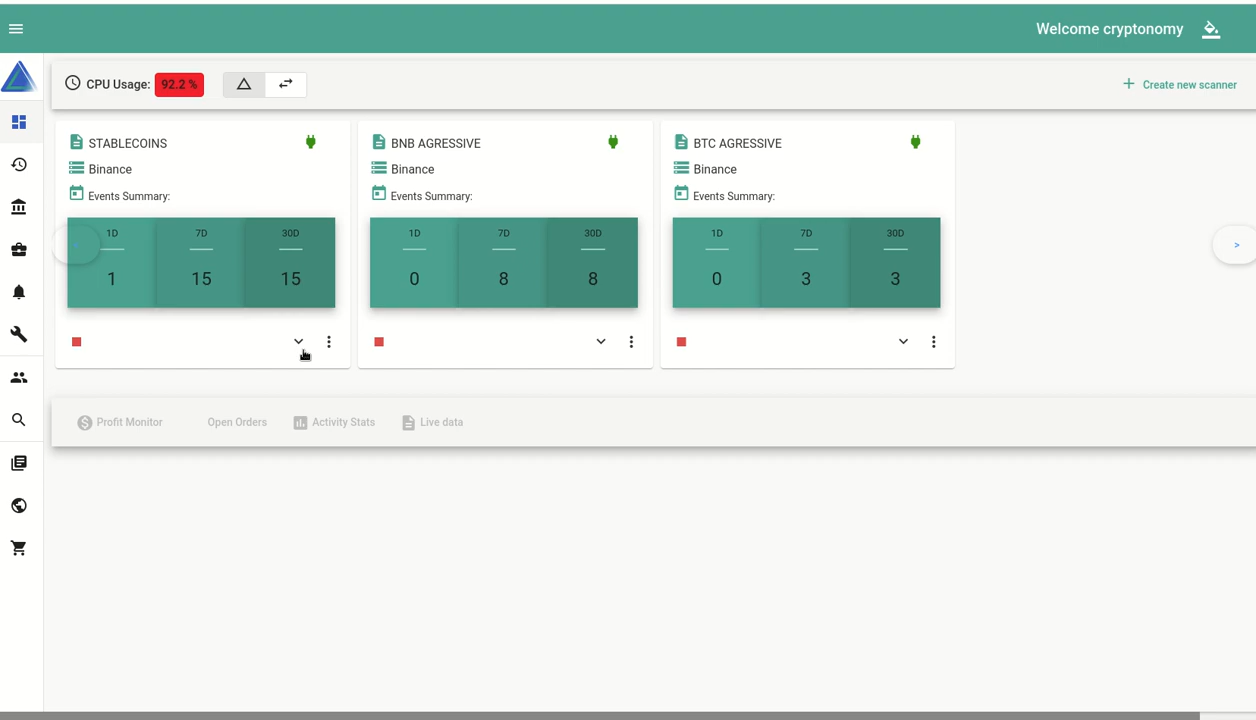 Welcome cryptonomy
CPU Usage: 92.2 %
Create new scanner
STABLECOINS
Binance
Events Summary:
1D 7D 30D
1 15 15
BNB AGRESSIVE
Binance
Events Summary:
1D 7D 30D
0 8 8
BTC AGRESSIVE
Binance
Events Summary:
1D 7D 30D
0 3 3
>
Profit Monitor Open Orders Activity Stats Live data